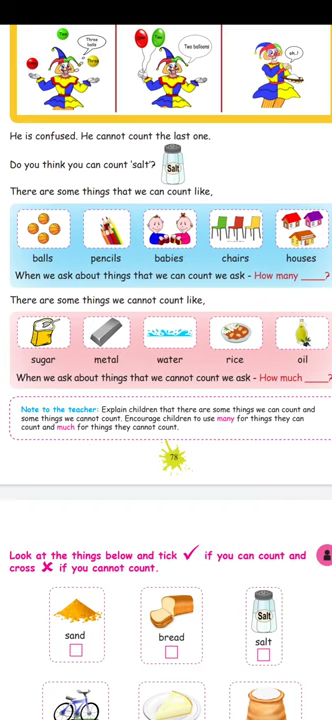 Three
balls
One
Two
Three
One
Two
Two balloons
oh..!
He is confused. He cannot count the last one.
Do you think you can count 'salt'?
Salt
There are some things that we can count like,
balls pencils babies chairs houses
When we ask about things that we can count we ask - How many ____?
There are some things we cannot count like,
sugar metal water rice oil
When we ask about things that we cannot count we ask - How much ____?
Note to the teacher: Explain children that there are some things we can count and
some things we cannot count. Encourage children to use many for things they can
count and much for things they cannot count.
78
Look at the things below and tick ✓ if you can count and
cross ✗ if you cannot count.
Salt
sand bread salt